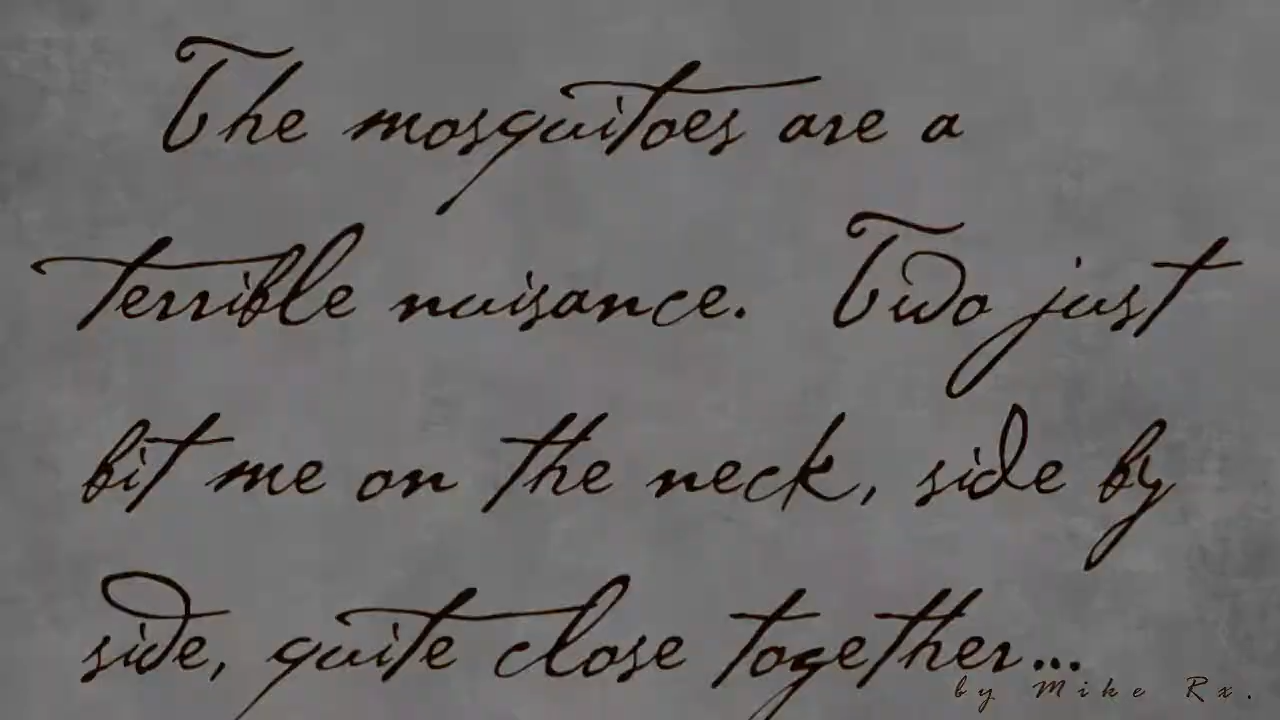 The mosquitoes are a
terrible nuisance. Two just
bit me on the neck, side by
side, quite close together...
by Mike Rx.